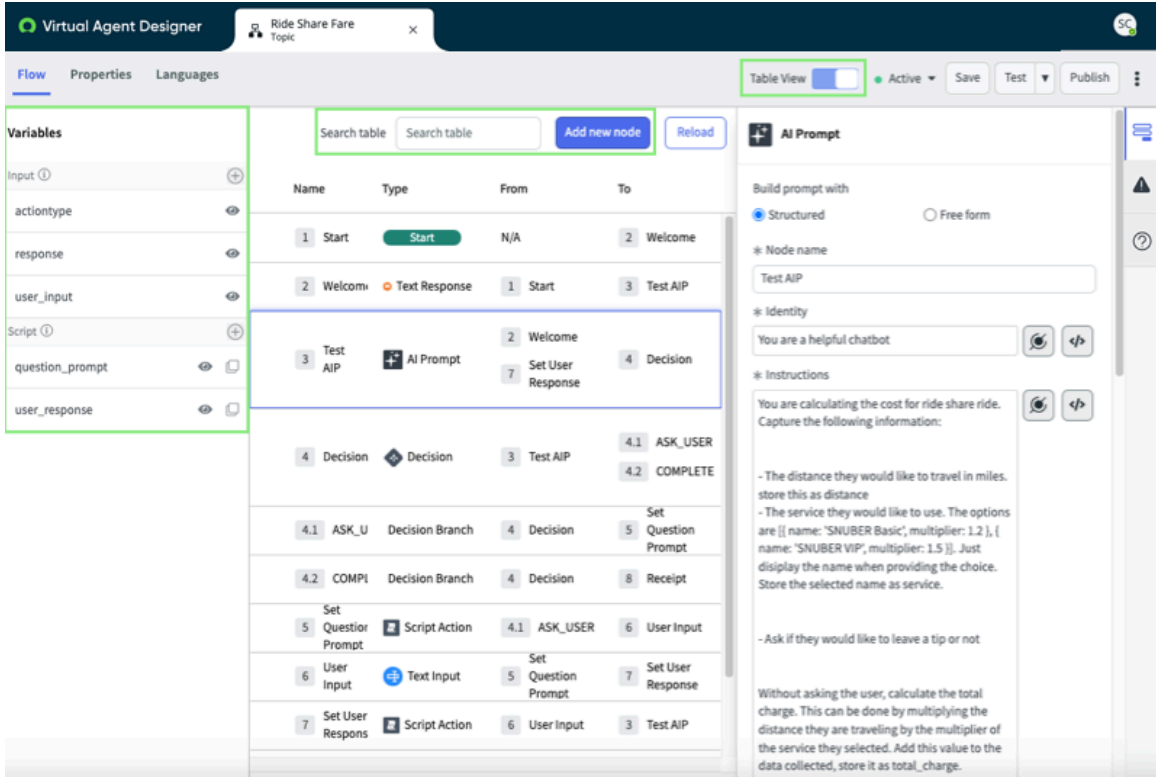 Virtual Agent Designer
Ride Share Fare
Topic
×
SC
Flow
Properties
Languages
Table View
Active
Save
Test
Publish
Variables
Input
actiontype
response
user_input
Script
question_prompt
user_response
Search table
Search table
Add new node
Reload
Name Type From To
1 Start Start N/A 2 Welcome
2 Welcom Text Response 1 Start 3 Test AIP
3 Test AIP AI Prompt 2 Welcome 4 Decision
7 Set User Response
4 Decision Decision 3 Test AIP 4.1 ASK_USER
4.2 COMPLETE
4.1 ASK_U Decision Branch 4 Decision 5 Set Question Prompt
4.2 COMPL Decision Branch 4 Decision 8 Receipt
5 Set Question Prompt Script Action 4.1 ASK_USER 6 User Input
6 User Input Text Input 5 Set Question Prompt 7 Set User Response
7 Set User Respons Script Action 6 User Input 3 Test AIP
AI Prompt
Build prompt with
Structured
Free form
* Node name
Test AIP
* Identity
You are a helpful chatbot
</>
* Instructions
</>
You are calculating the cost for ride share ride.
Capture the following information:
- The distance they would like to travel in miles.
store this as distance
- The service they would like to use. The options
are [{ name: 'SNUBER Basic', multiplier: 1.2 }, {
name: 'SNUBER VIP', multiplier: 1.5 }]. Just
disiplay the name when providing the choice.
Store the selected name as service.
- Ask if they would like to leave a tip or not
Without asking the user, calculate the total
charge. This can be done by multiplying the
distance they are traveling by the multiplier of
the service they selected. Add this value to the
data collected, store it as total_charge.